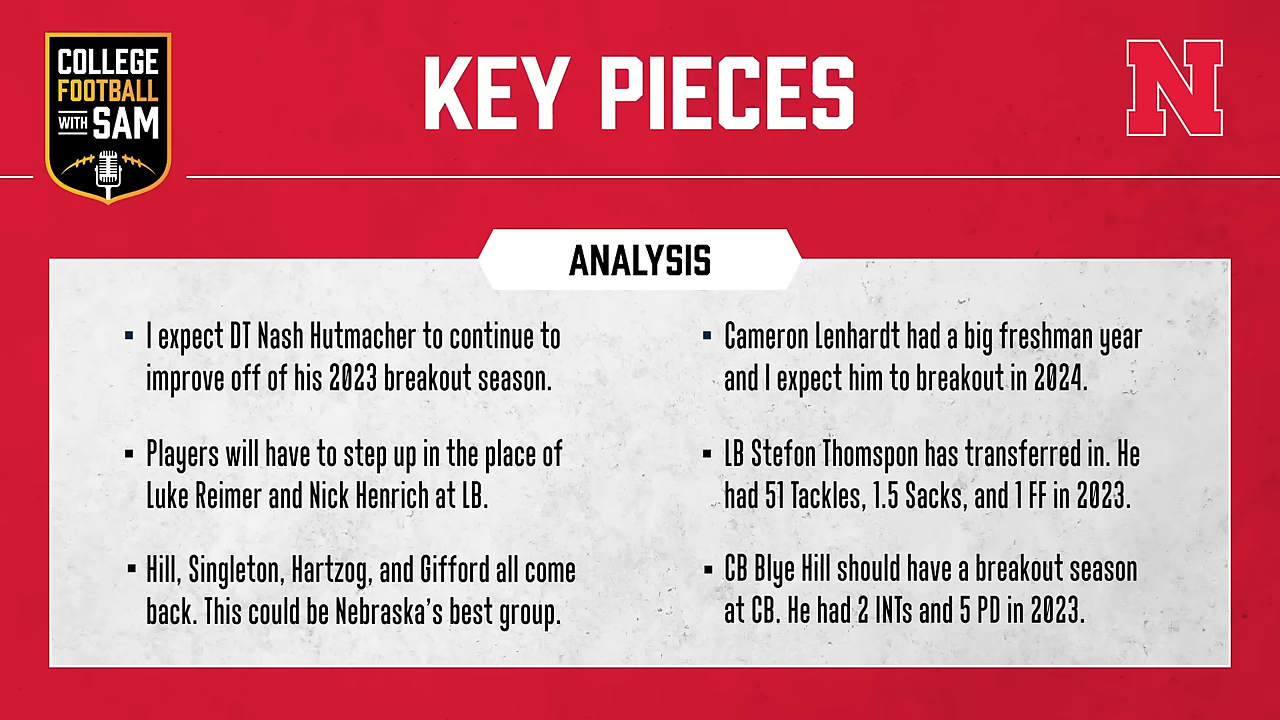 COLLEGE
FOOTBALL
WITH SAM
KEY PIECES
N
ANALYSIS
▪ I expect DT Nash Hutmacher to continue to
improve off of his 2023 breakout season.
▪ Players will have to step up in the place of
Luke Reimer and Nick Henrich at LB.
▪ Hill, Singleton, Hartzog, and Gifford all come
back. This could be Nebraska's best group.
▪ Cameron Lenhardt had a big freshman year
and I expect him to breakout in 2024.
▪ LB Stefon Thomspon has transferred in. He
had 51 Tackles, 1.5 Sacks, and 1 FF in 2023.
▪ CB Blye Hill should have a breakout season
at CB. He had 2 INTs and 5 PD in 2023.